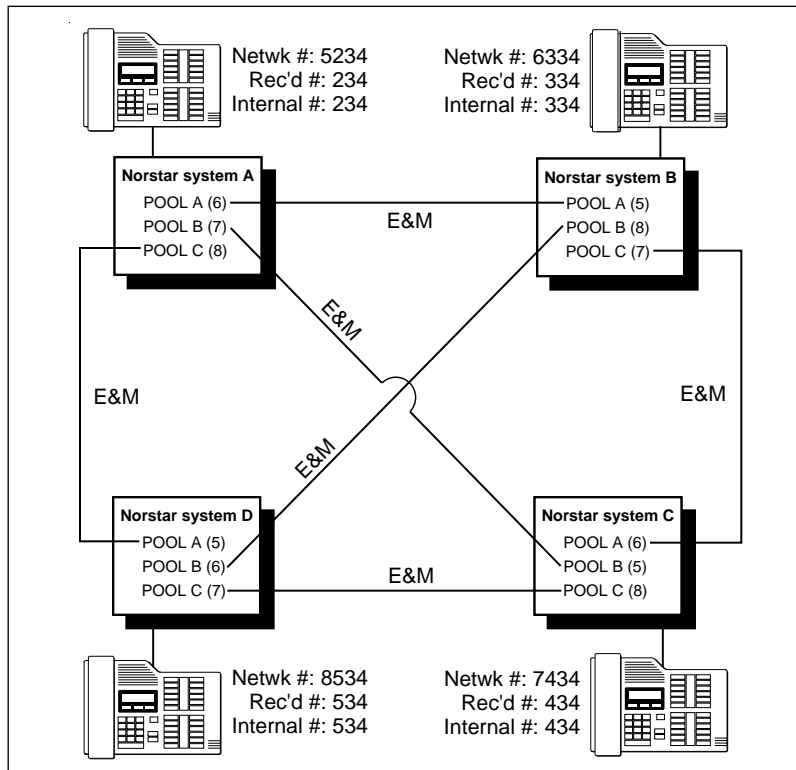 Netwk #: 5234
Rec'd #: 234
Internal #: 234
Netwk #: 6334
Rec'd #: 334
Internal #: 334
Norstar system A
POOL A (6)
POOL B (7)
POOL C (8)
Norstar system B
POOL A (5)
POOL B (8)
POOL C (7)
E&M
E&M
E&M
E&M
E&M
Norstar system D
POOL A (5)
POOL B (6)
POOL C (7)
Norstar system C
POOL A (6)
POOL B (5)
POOL C (8)
E&M
Netwk #: 8534
Rec'd #: 534
Internal #: 534
Netwk #: 7434
Rec'd #: 434
Internal #: 434